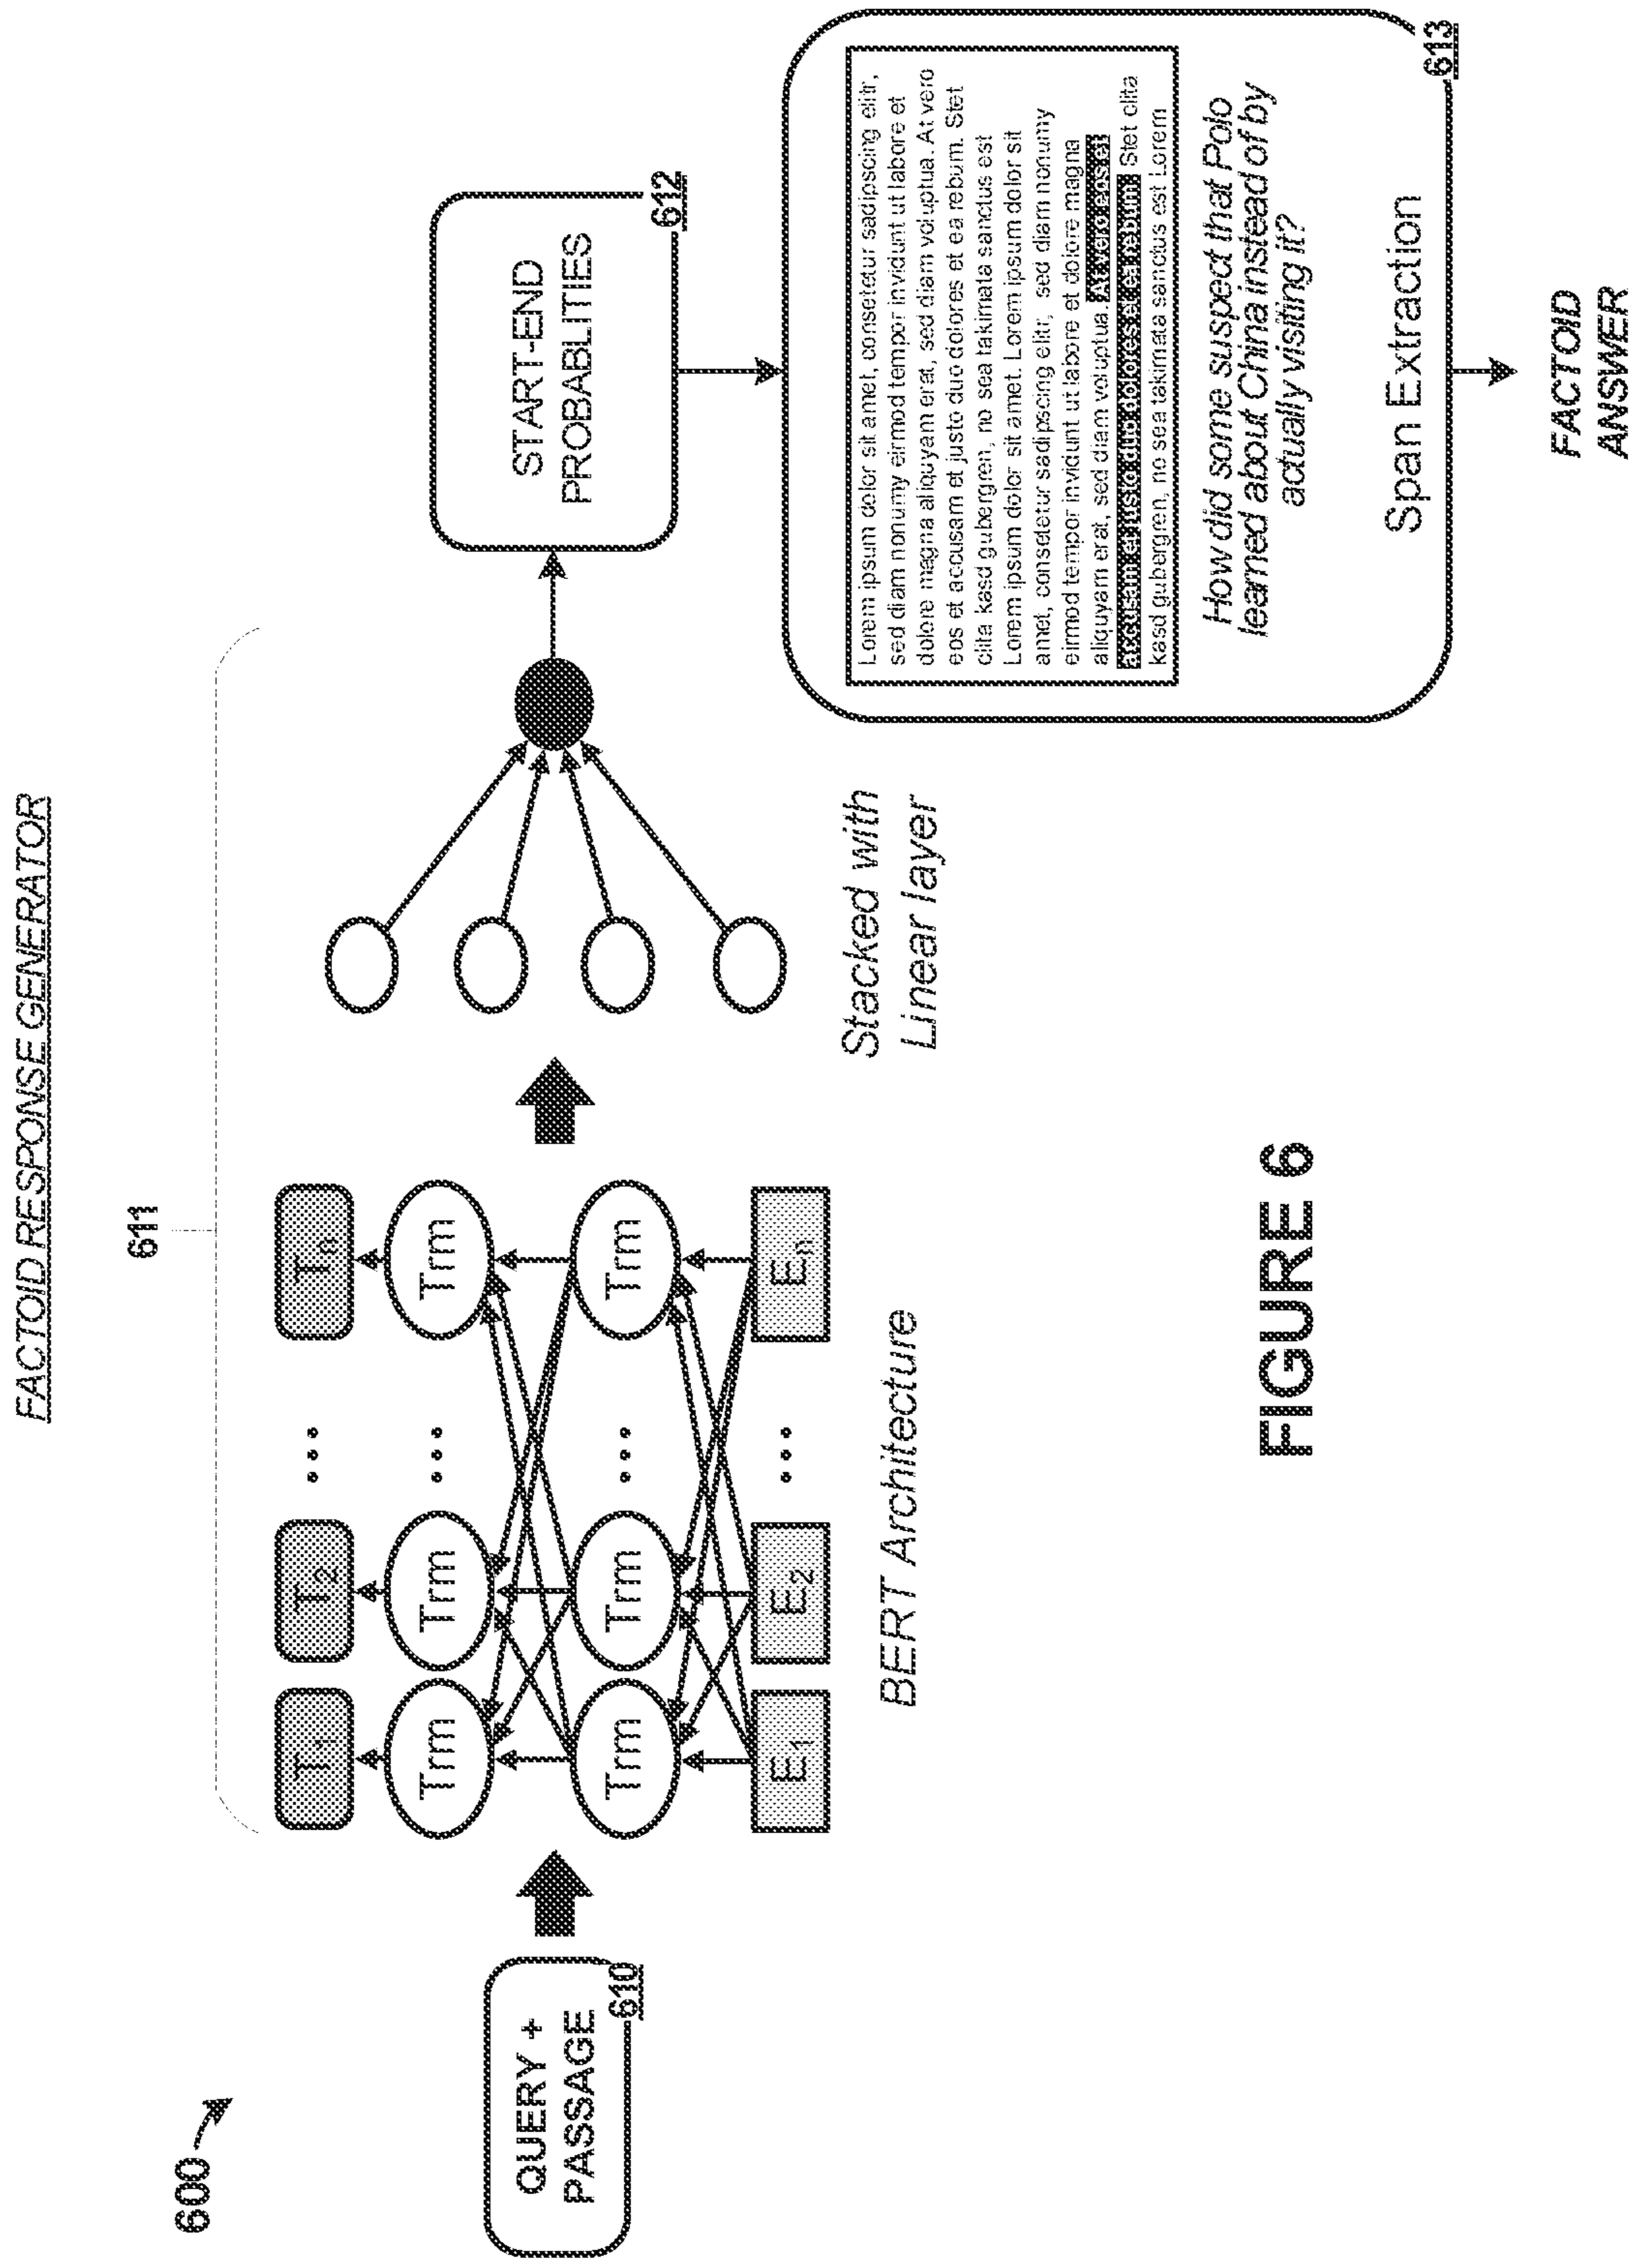 FACTOID RESPONSE GENERATOR
600
611
QUERY +
PASSAGE
610
T1
T2
...
Tn
Trm
Trm
...
Trm
Trm
Trm
...
Trm
E1
E2
...
En
BERT Architecture
Stacked with
Linear layer
START-END
PROBABLITIES
612
Lorem ipsum dolor sit amet, consetetur sadipscing elitr,
sed diam nonumy eirmod tempor invidunt ut labore et
dolore magna aliquyam erat, sed diam voluptua. At vero
eos et accusam et justo duo dolores et ea rebum. Stet
clita kasd gubergren, no sea takimata sanctus est
Lorem ipsum dolor sit amet. Lorem ipsum dolor sit
amet, consetetur sadipscing elitr, sed diam nonumy
eirmod tempor invidunt ut labore et dolore magna
aliquyam erat, sed diam voluptua. At vero eos et
accusam et justo duo dolores et ea rebum. Stet clita
kasd gubergren, no sea takimata sanctus est Lorem
How did some suspect that Polo
learned about China instead of by
actually visiting it?
Span Extraction
613
FACTOID
ANSWER
FIGURE 6